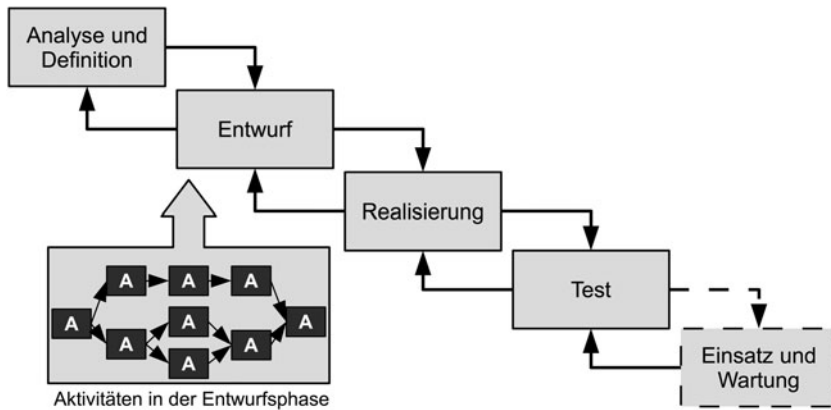 Analyse und
Definition
Entwurf
Realisierung
Test
Einsatz und
Wartung
A A A
A A A
A A
A
Aktivitäten in der Entwurfsphase